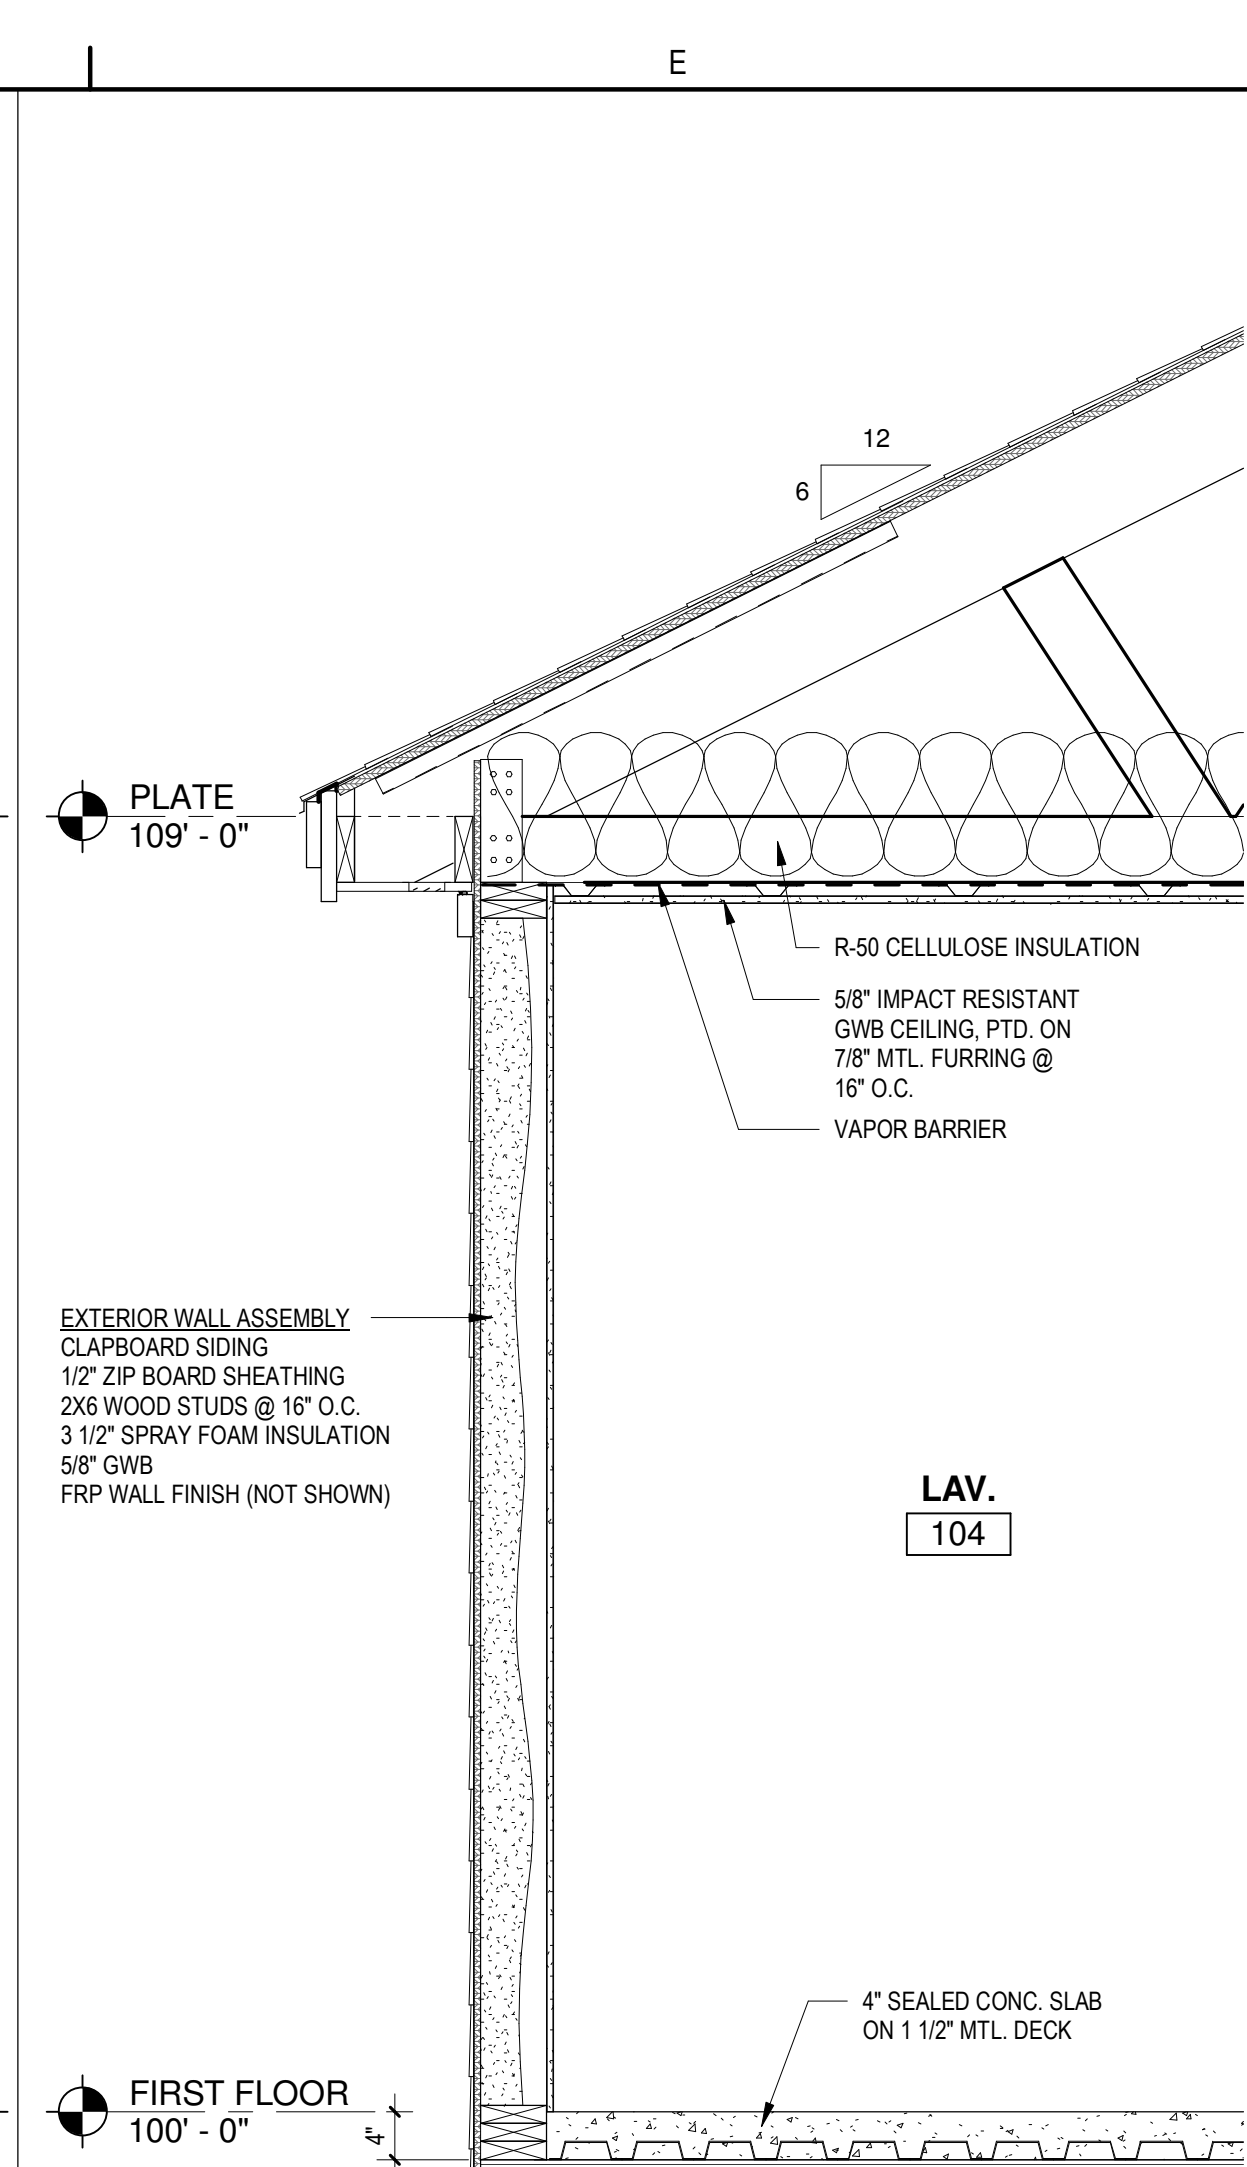 E
12
6
PLATE
109' - 0"
R-50 CELLULOSE INSULATION
5/8" IMPACT RESISTANT
GWB CEILING, PTD. ON
7/8" MTL. FURRING @
16" O.C.
VAPOR BARRIER
EXTERIOR WALL ASSEMBLY
CLAPBOARD SIDING
1/2" ZIP BOARD SHEATHING
2X6 WOOD STUDS @ 16" O.C.
3 1/2" SPRAY FOAM INSULATION
5/8" GWB
FRP WALL FINISH (NOT SHOWN)
LAV.
104
4" SEALED CONC. SLAB
ON 1 1/2" MTL. DECK
FIRST FLOOR
100' - 0"
4"